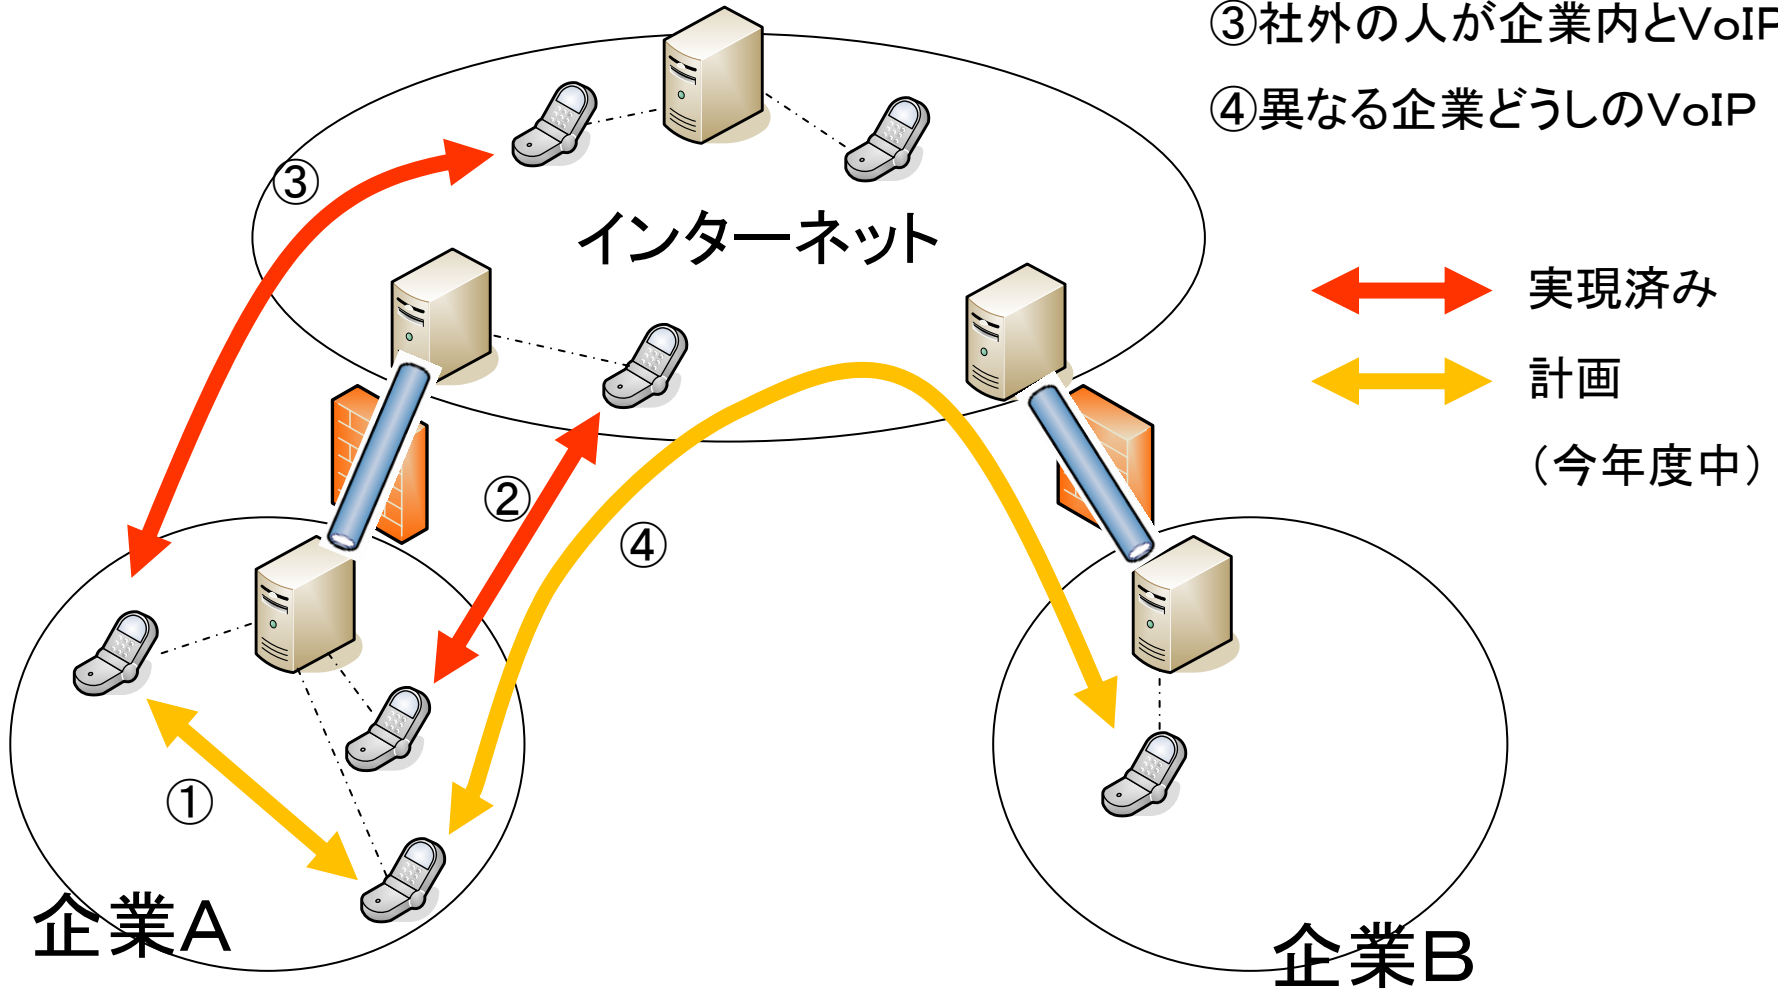 ③社外の人が企業内とVoIP
④異なる企業どうしのVoIP
③
インターネット
実現済み
計画
（今年度中）
②
④
①
企業A
企業B